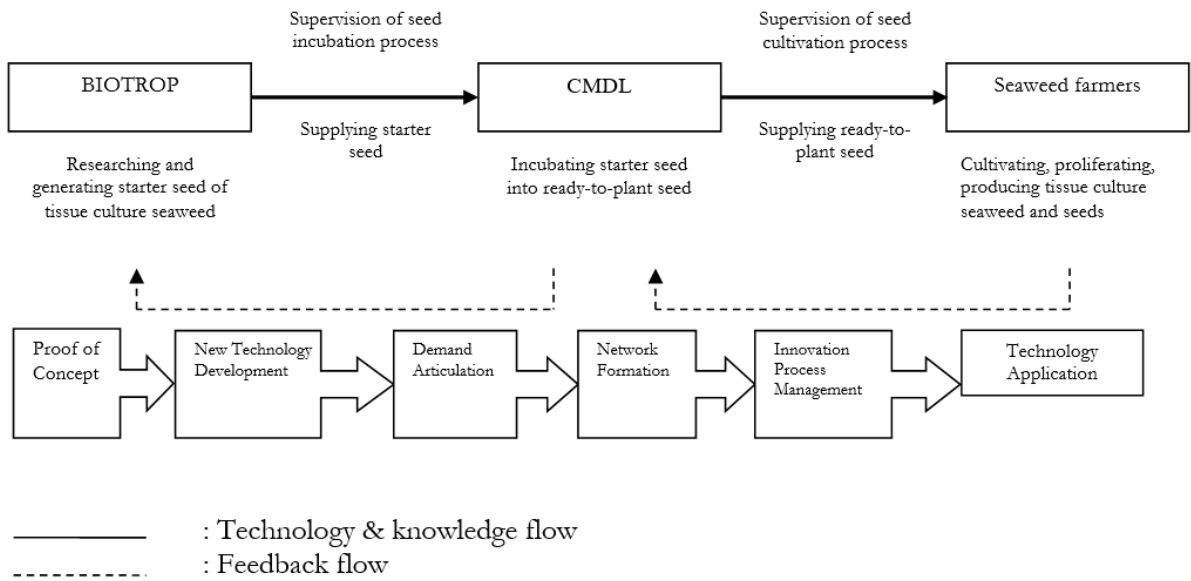 Supervision of seed
incubation process
Supervision of seed
cultivation process
BIOTROP
CMDL
Seaweed farmers
Supplying starter
seed
Supplying ready-to-
plant seed
Researching and
generating starter seed of
tissue culture seaweed
Incubating starter seed
into ready-to-plant seed
Cultivating, proliferating,
producing tissue culture
seaweed and seeds
Proof of
Concept
New Technology
Development
Demand
Articulation
Network
Formation
Innovation
Process
Management
Technology
Application
: Technology & knowledge flow
: Feedback flow